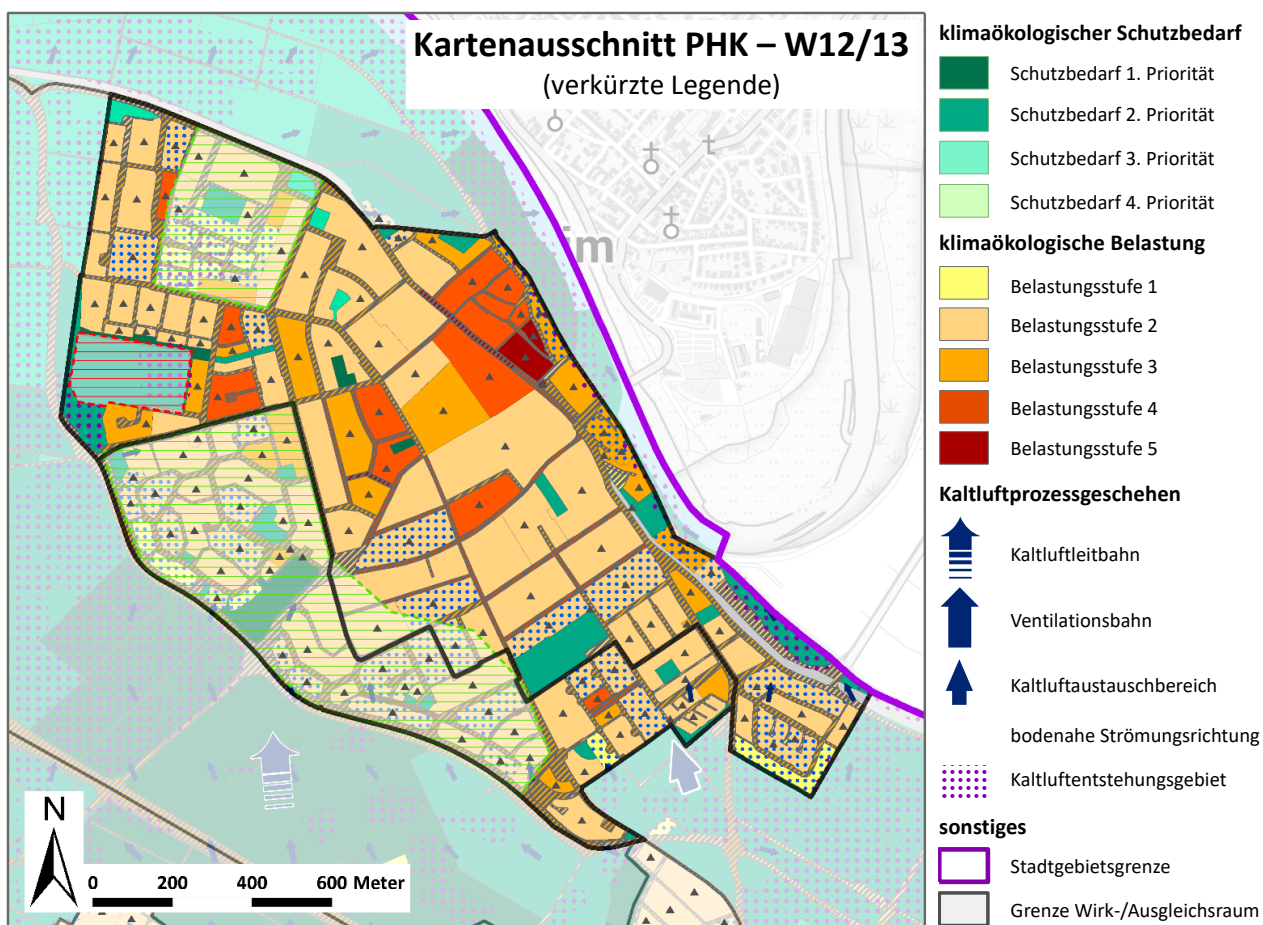 Kartenausschnitt PHK – W12/13
(verkürzte Legende)
im
N
0 200 400 600 Meter
klimaökologischer Schutzbedarf
Schutzbedarf 1. Priorität
Schutzbedarf 2. Priorität
Schutzbedarf 3. Priorität
Schutzbedarf 4. Priorität
klimaökologische Belastung
Belastungsstufe 1
Belastungsstufe 2
Belastungsstufe 3
Belastungsstufe 4
Belastungsstufe 5
Kaltluftprozessgeschehen
Kaltluftleitbahn
Ventilationsbahn
Kaltluftaustauschbereich
bodenahe Strömungsrichtung
Kaltluftentstehungsgebiet
sonstiges
Stadtgebietsgrenze
Grenze Wirk-/Ausgleichsraum